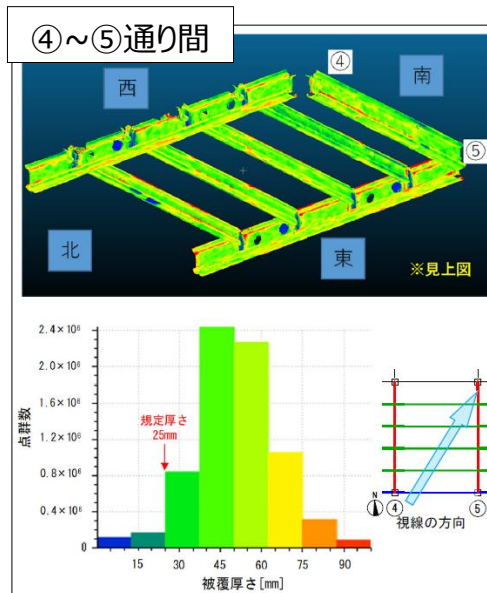 ④~⑤通り間
④
南
西
⑤
北
東
※見上図
2.4×10⁶
2.0×10⁶
1.6×10⁶
1.2×10⁶
0.8×10⁶
0.4×10⁶
0
点群数
規定厚さ
25mm
15 30 45 60 75 90
被覆厚さ[mm]
N
④ ⑤
視線の方向